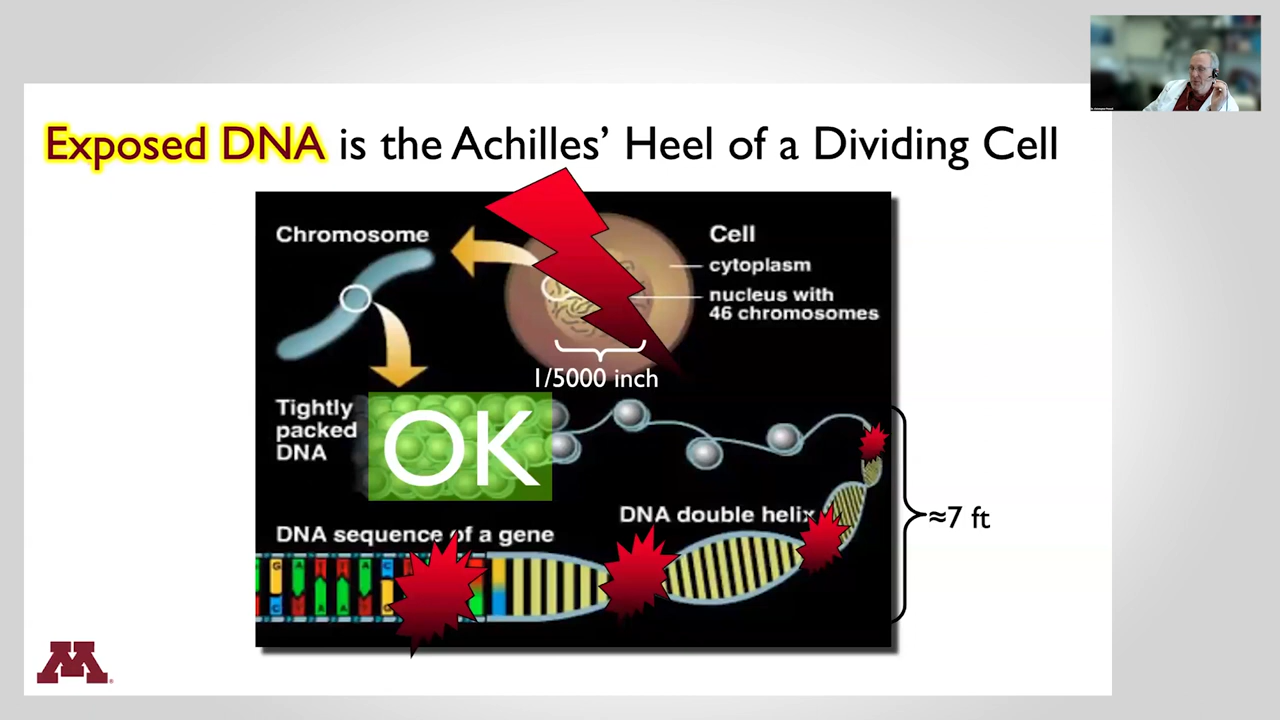 Exposed DNA is the Achilles' Heel of a Dividing Cell
Chromosome
Cell
cytoplasm
nucleus with
46 chromosomes
1/5000 inch
Tightly
packed
DNA
OK
DNA double helix
≈7 ft
DNA sequence of a gene
G A T T A C
C T A A T G
M